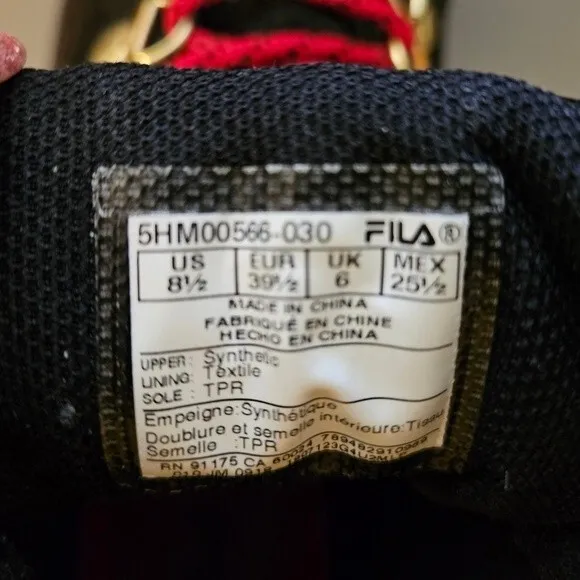 5HM00566-030 FILA®
US EUR UK MEX
8½ 39½ 6 25½
MADE IN CHINA
FABRIQUÉ EN CHINE
HECHO EN CHINA
UPPER: Synthetic
LINING: Textile
SOLE : TPR
Empeigne:Synthétique
Doublure et semelle intérieure:Tissu
Semelle :TPR
RN 91175 CA